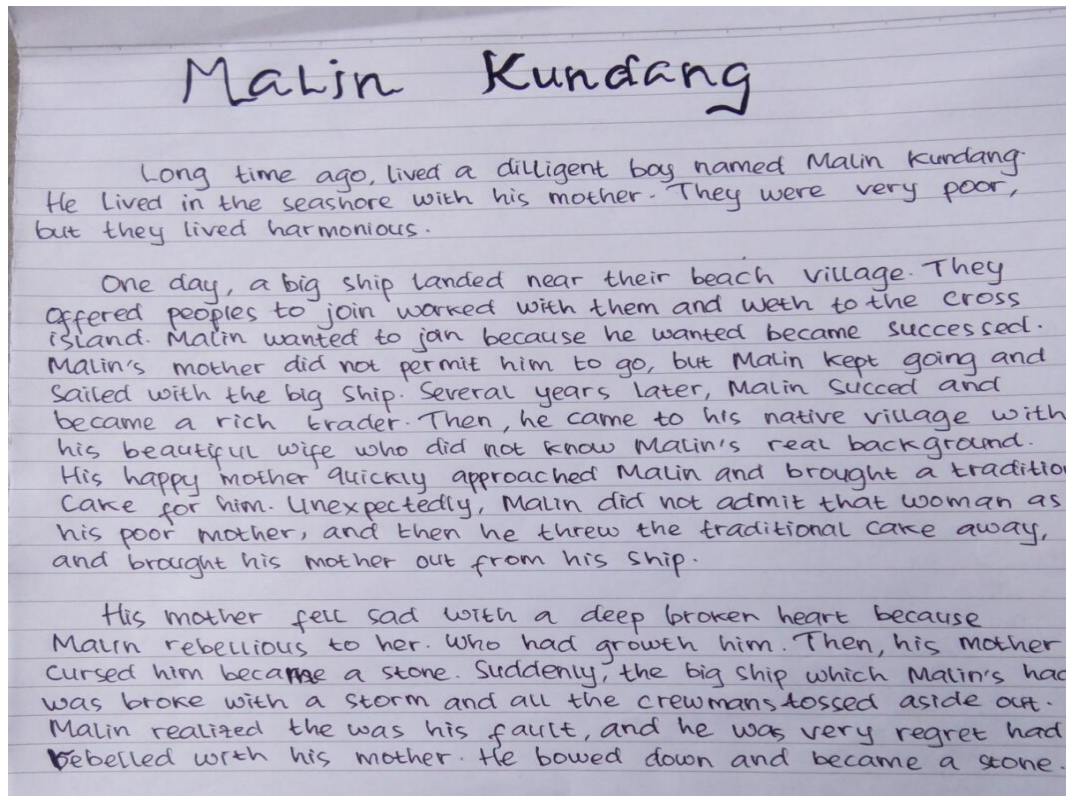 Malin Kundang
Long time ago, lived a dilligent boy named Malin Kundang.
He lived in the seashore with his mother. They were very poor,
but they lived harmonious.
One day, a big ship landed near their beach village. They
offered peoples to join worked with them and weth to the cross
island. Malin wanted to join because he wanted became successed.
Malin's mother did not permit him to go, but Malin kept going and
sailed with the big ship. Several years later, Malin succed and
became a rich trader. Then, he came to his native village with
his beautiful wife who did not know Malin's real background.
His happy mother quickly approached Malin and brought a traditio
cake for him. Unexpectedly, Malin did not admit that woman as
his poor mother, and then he threw the traditional cake away,
and brought his mother out from his ship.
His mother fell sad with a deep broken heart because
Malin rebellious to her. Who had growth him. Then, his mother
cursed him became a stone. Suddenly, the big ship which Malin's had
was broke with a storm and all the crewmans tossed aside out.
Malin realized the was his fault, and he was very regret had
rebelled with his mother. He bowed down and became a stone.